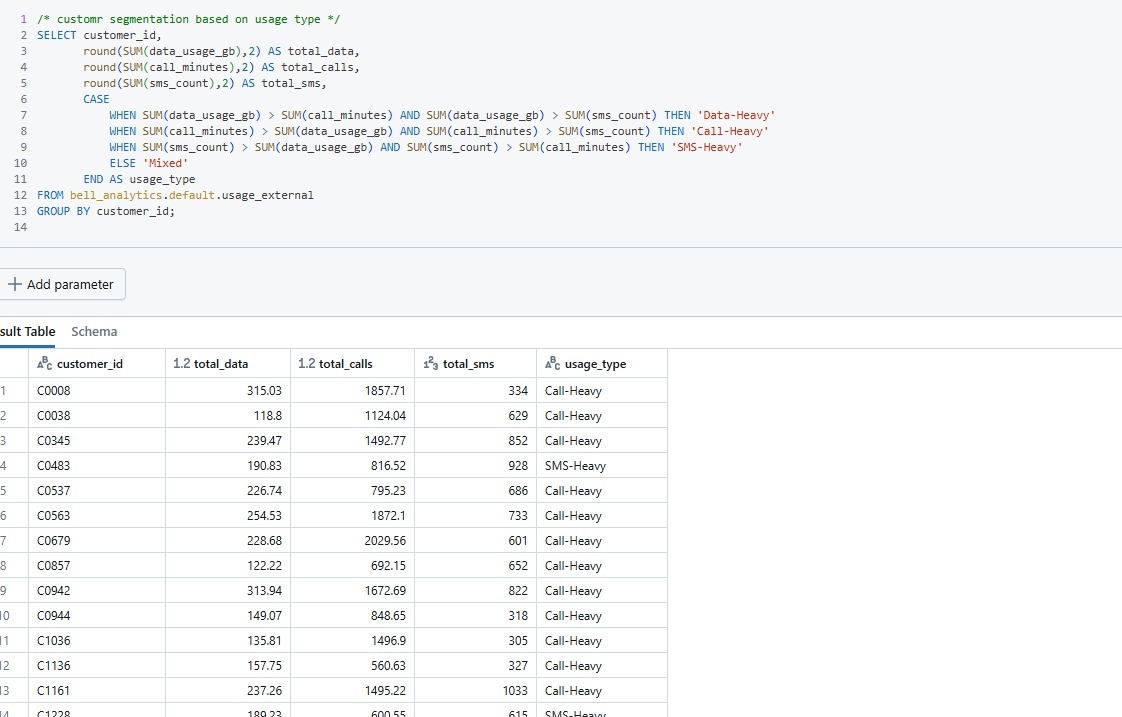 1 /* customr segmentation based on usage type */
2 SELECT customer_id,
3 round(SUM(data_usage_gb),2) AS total_data,
4 round(SUM(call_minutes),2) AS total_calls,
5 round(SUM(sms_count),2) AS total_sms,
6 CASE
7 WHEN SUM(data_usage_gb) > SUM(call_minutes) AND SUM(data_usage_gb) > SUM(sms_count) THEN 'Data-Heavy'
8 WHEN SUM(call_minutes) > SUM(data_usage_gb) AND SUM(call_minutes) > SUM(sms_count) THEN 'Call-Heavy'
9 WHEN SUM(sms_count) > SUM(data_usage_gb) AND SUM(sms_count) > SUM(call_minutes) THEN 'SMS-Heavy'
10 ELSE 'Mixed'
11 END AS usage_type
12 FROM bell_analytics.default.usage_external
13 GROUP BY customer_id;
14
+ Add parameter
sult Table Schema
ABC customer_id 1.2 total_data 1.2 total_calls 123 total_sms ABC usage_type
1 C0008 315.03 1857.71 334 Call-Heavy
2 C0038 118.8 1124.04 629 Call-Heavy
3 C0345 239.47 1492.77 852 Call-Heavy
4 C0483 190.83 816.52 928 SMS-Heavy
5 C0537 226.74 795.23 686 Call-Heavy
6 C0563 254.53 1872.1 733 Call-Heavy
7 C0679 228.68 2029.56 601 Call-Heavy
8 C0857 122.22 692.15 652 Call-Heavy
9 C0942 313.94 1672.69 822 Call-Heavy
10 C0944 149.07 848.65 318 Call-Heavy
11 C1036 135.81 1496.9 305 Call-Heavy
12 C1136 157.75 560.63 327 Call-Heavy
13 C1161 237.26 1495.22 1033 Call-Heavy
14 C1228 189.23 600.55 615 SMS-Heavy